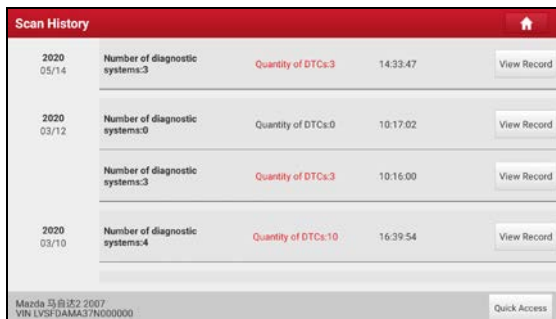 Scan History
2020
05/14
Number of diagnostic
systems:3
Quantity of DTCs:3
14:33:47
View Record
2020
03/12
Number of diagnostic
systems:0
Quantity of DTCs:0
10:17:02
View Record
Number of diagnostic
systems:3
Quantity of DTCs:3
10:16:00
View Record
2020
03/10
Number of diagnostic
systems:4
Quantity of DTCs:10
16:39:54
View Record
Mazda 马自达2 2007
VIN LVSFDAMA37N000000
Quick Access